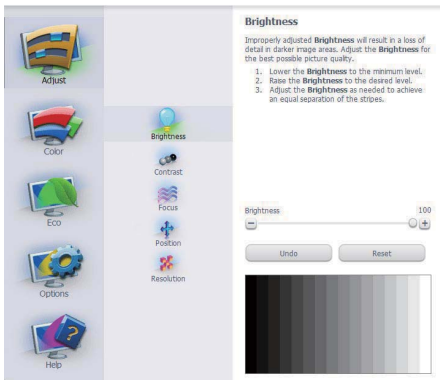 Adjust
Color
Eco
Options
Help
Brightness
Contrast
Focus
Position
Resolution
Brightness
Improperly adjusted Brightness will result in a loss of
detail in darker image areas. Adjust the Brightness for
the best possible picture quality.
1. Lower the Brightness to the minimum level.
2. Raise the Brightness to the desired level.
3. Adjust the Brightness as needed to achieve
an equal separation of the stripes.
Brightness 100
Undo Reset